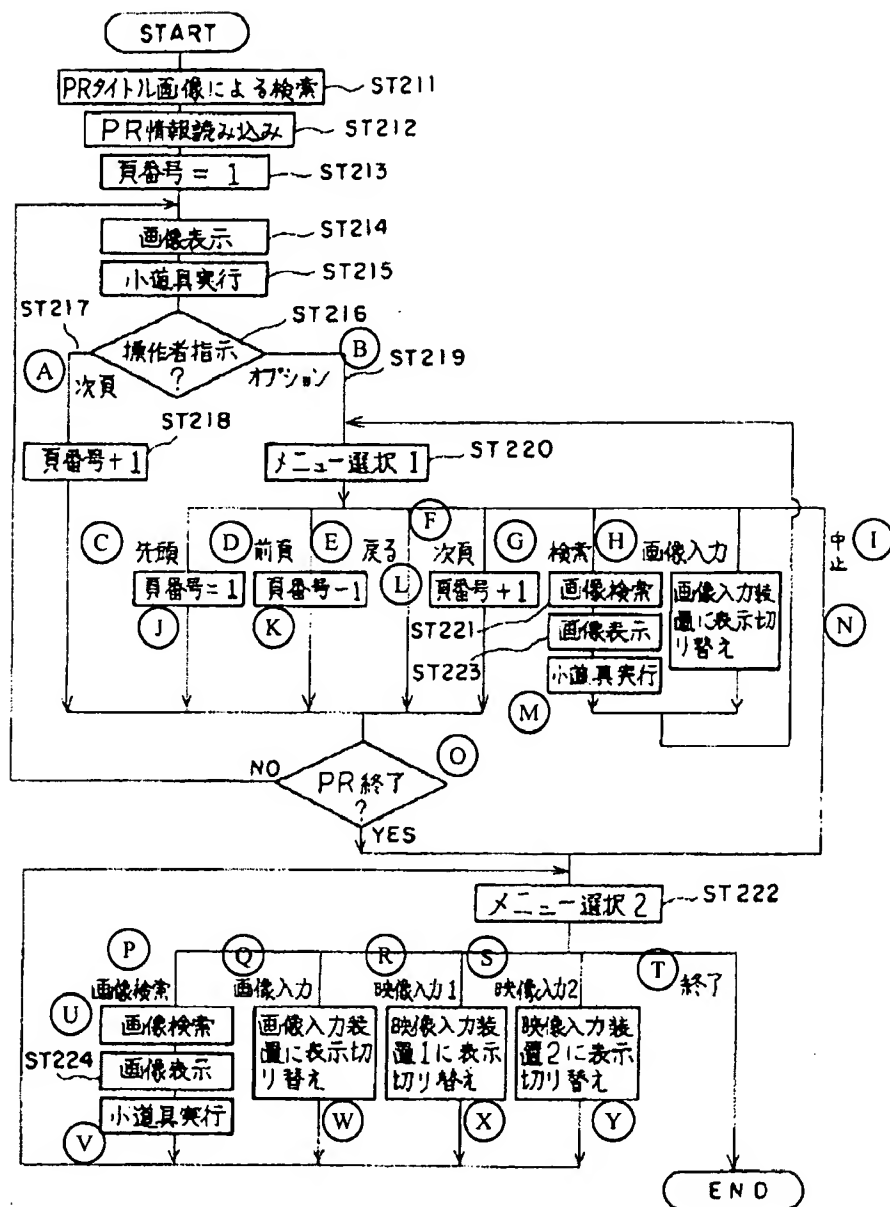 START
PRタイトル画像による検索
ST211
PR情報読み込み
ST212
頁番号 = 1
ST213
画像表示
ST214
小道具実行
ST215
ST217
ST216
操作者指示
?
A
次頁
B
オプション
ST219
ST218
頁番号+1
メニュー選択1
ST220
C
先頭
D
前頁
E
戻る
F
次頁
G
検索
H
画像入力
中止
I
頁番号=1
頁番号-1
L
頁番号+1
画像検索
画像入力装
置に表示切
り替え
J
K
ST221
画像表示
N
ST223
小道具実行
M
NO
PR終了
?
O
YES
メニュー選択2
ST222
P
Q
R
S
T
画像検索
画像入力
映像入力1
映像入力2
終了
U
画像検索
画像入力装
置に表示切
り替え
映像入力装
置1に表示
切り替え
映像入力装
置2に表示
切り替え
ST224
画像表示
小道具実行
V
W
X
Y
END